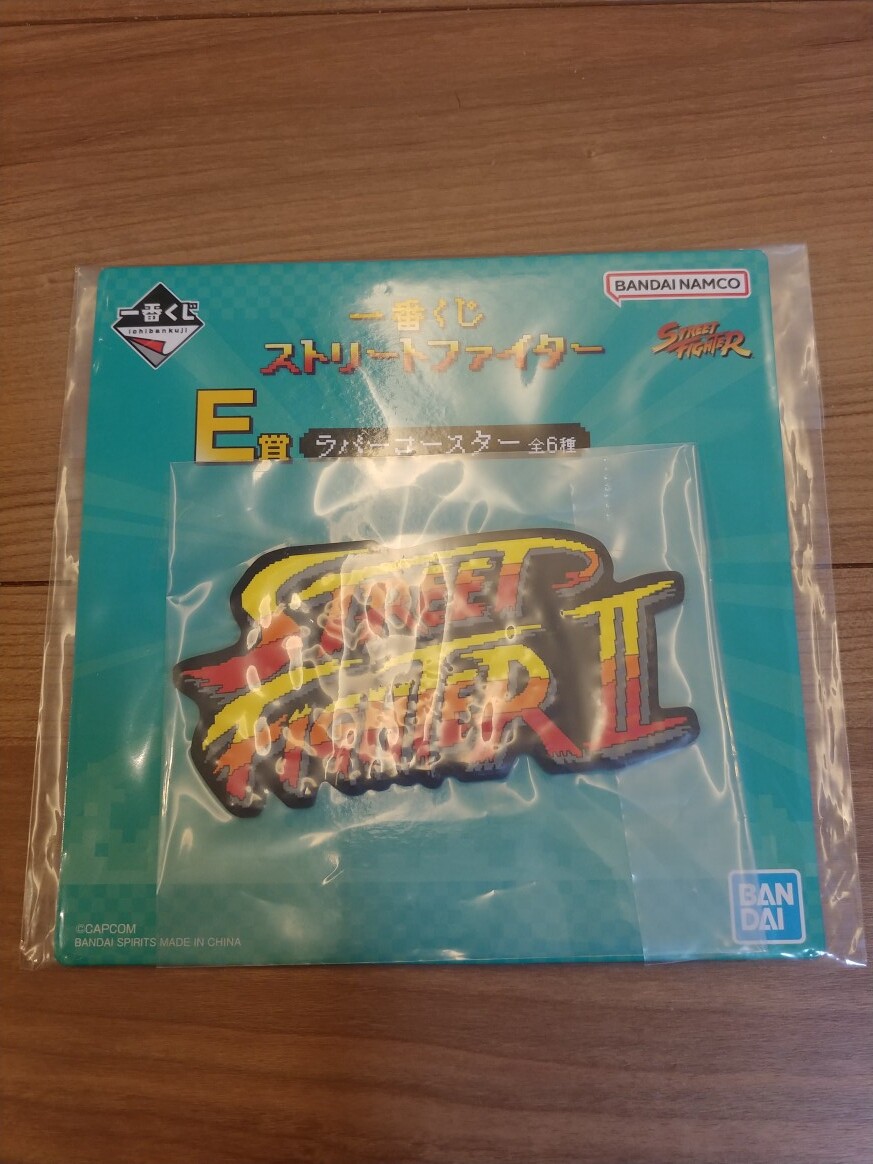 一番くじ
ichibankuji
BANDAI NAMCO
一番くじ
ストリートファイター
STREET
FIGHTER
E賞 ラバーコースター 全6種
STREET
FIGHTER II
©CAPCOM
BANDAI SPIRITS MADE IN CHINA
BAN
DAI